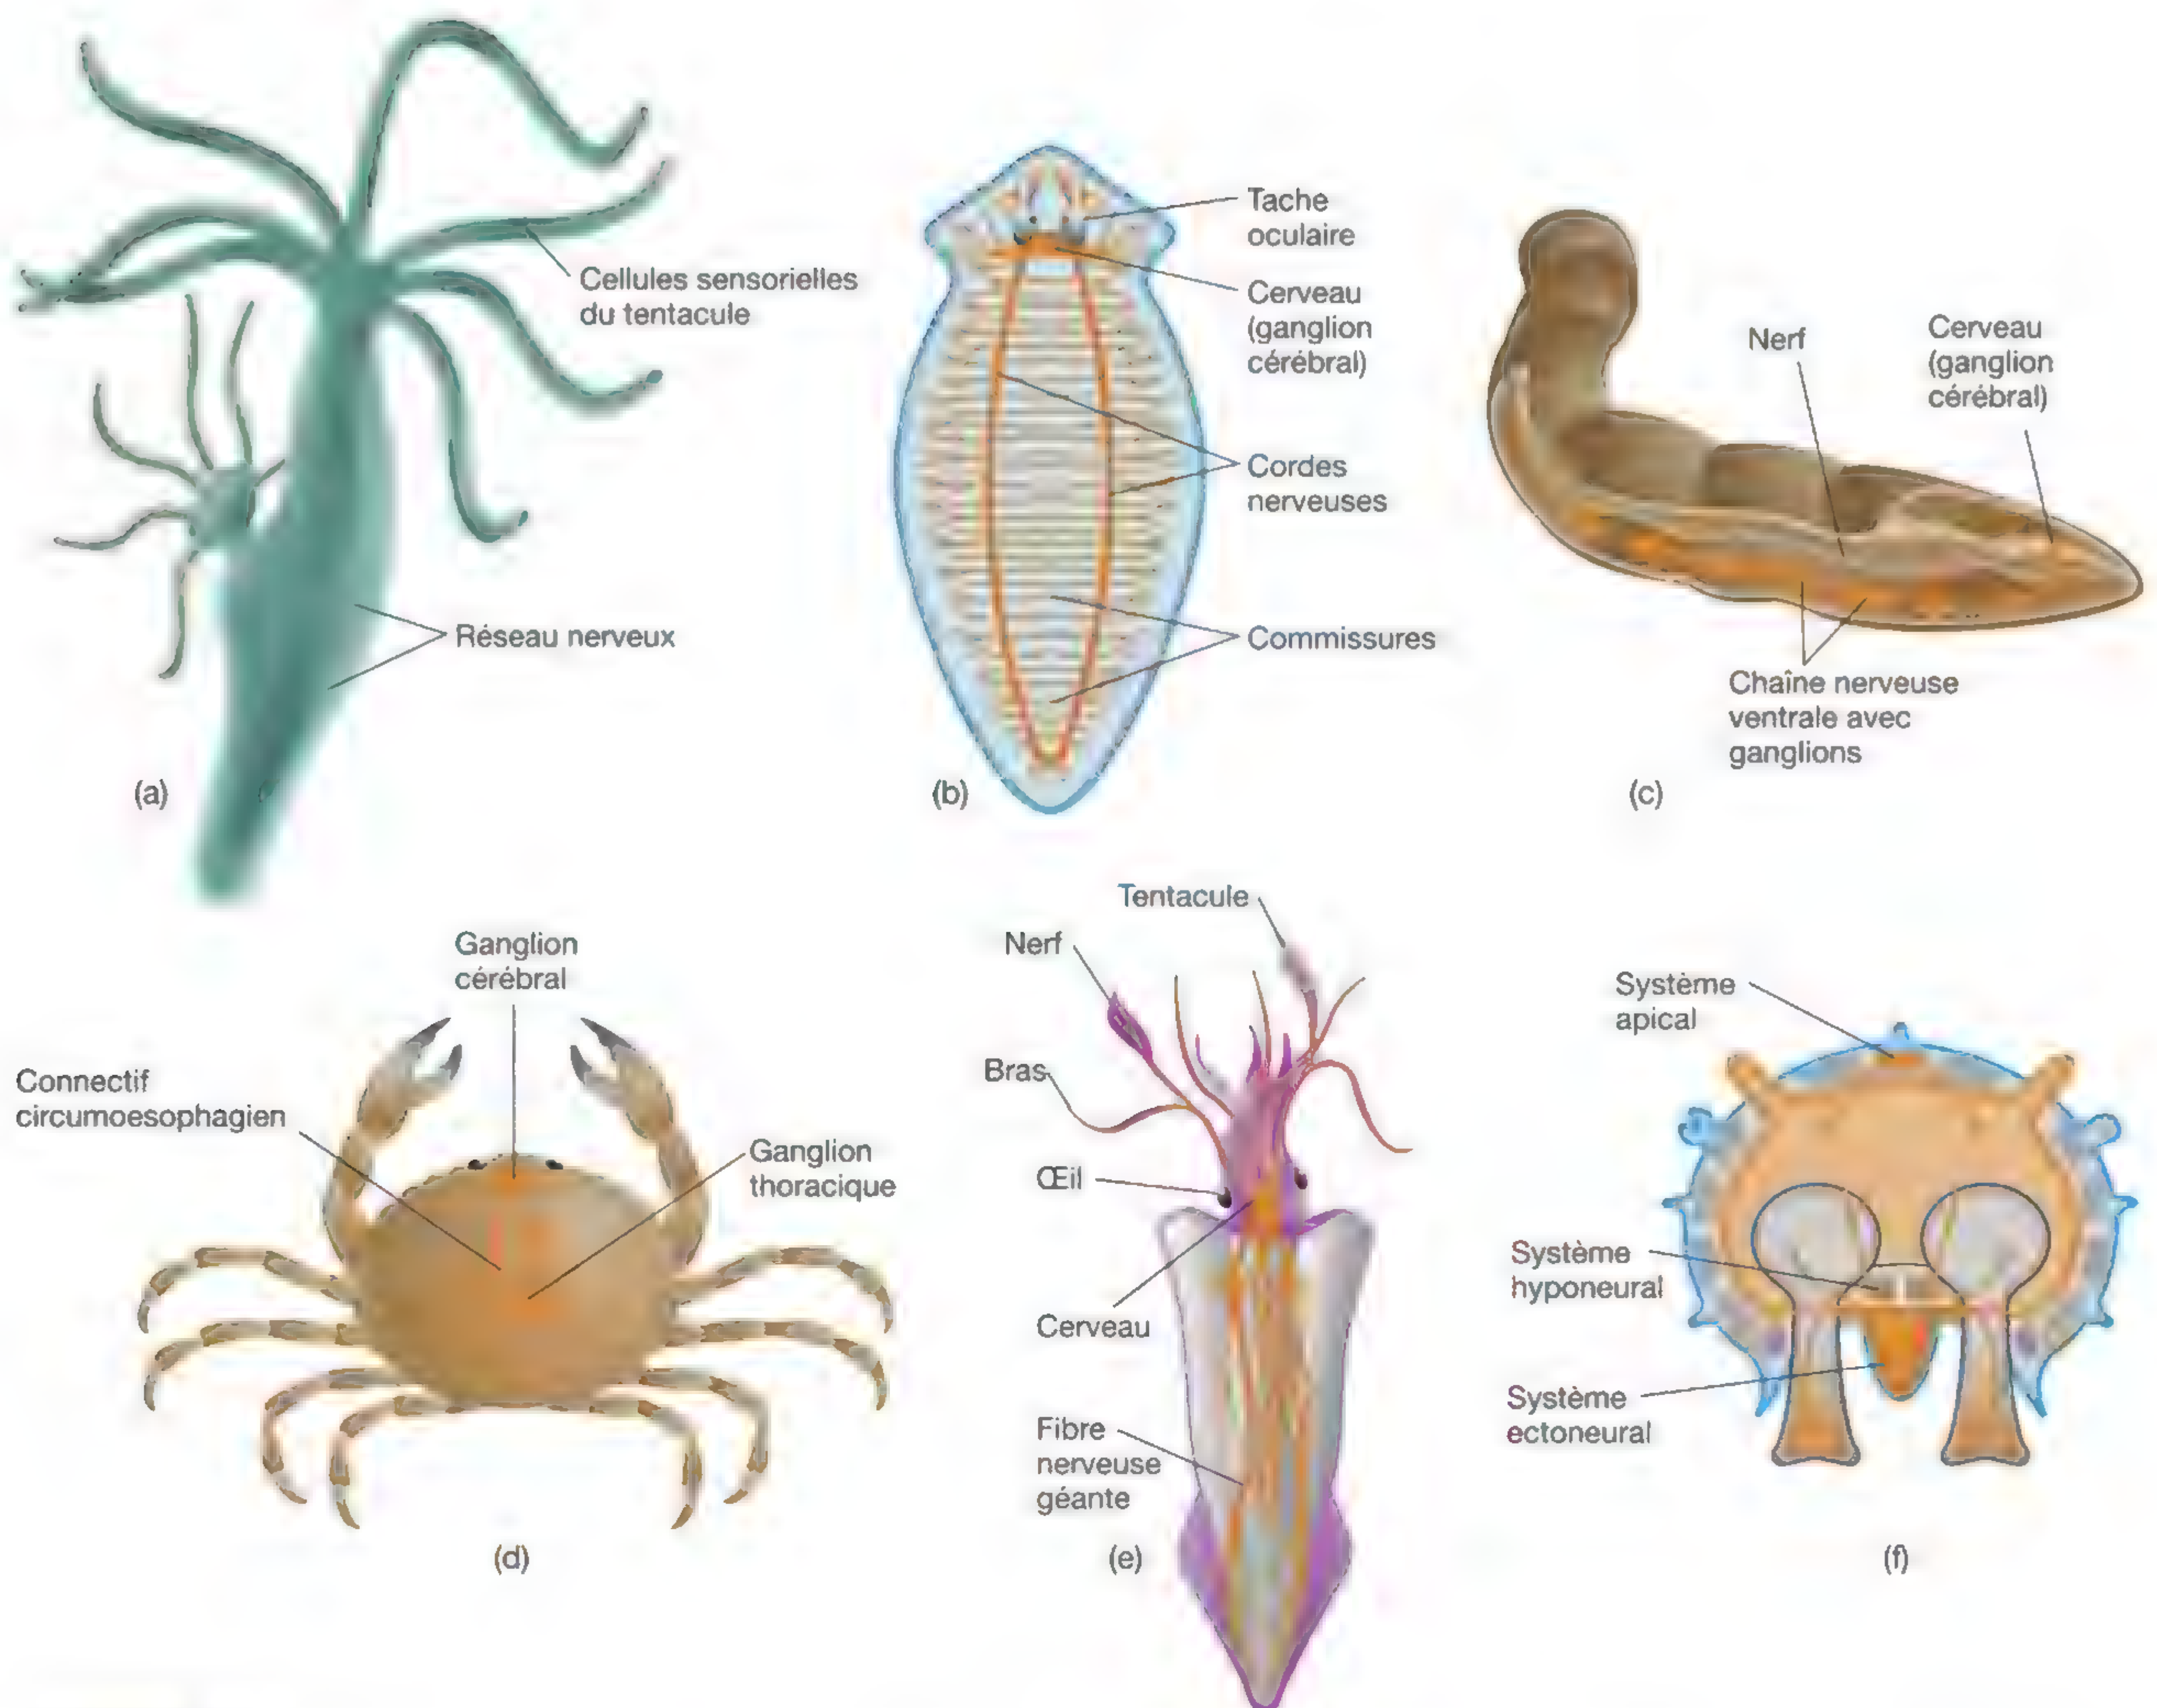 Cellules sensorielles
du tentacule
Réseau nerveux
(a)
Tache
oculaire
Cerveau
(ganglion
cérébral)
Cordes
nerveuses
Commissures
(b)
Nerf
Cerveau
(ganglion
cérébral)
Chaîne nerveuse
ventrale avec
ganglions
(c)
Ganglion
cérébral
Connectif
circumoesophagien
Ganglion
thoracique
(d)
Tentacule
Nerf
Bras
Œil
Cerveau
Fibre
nerveuse
géante
(e)
Système
apical
Système
hyponeural
Système
ectoneural
(f)